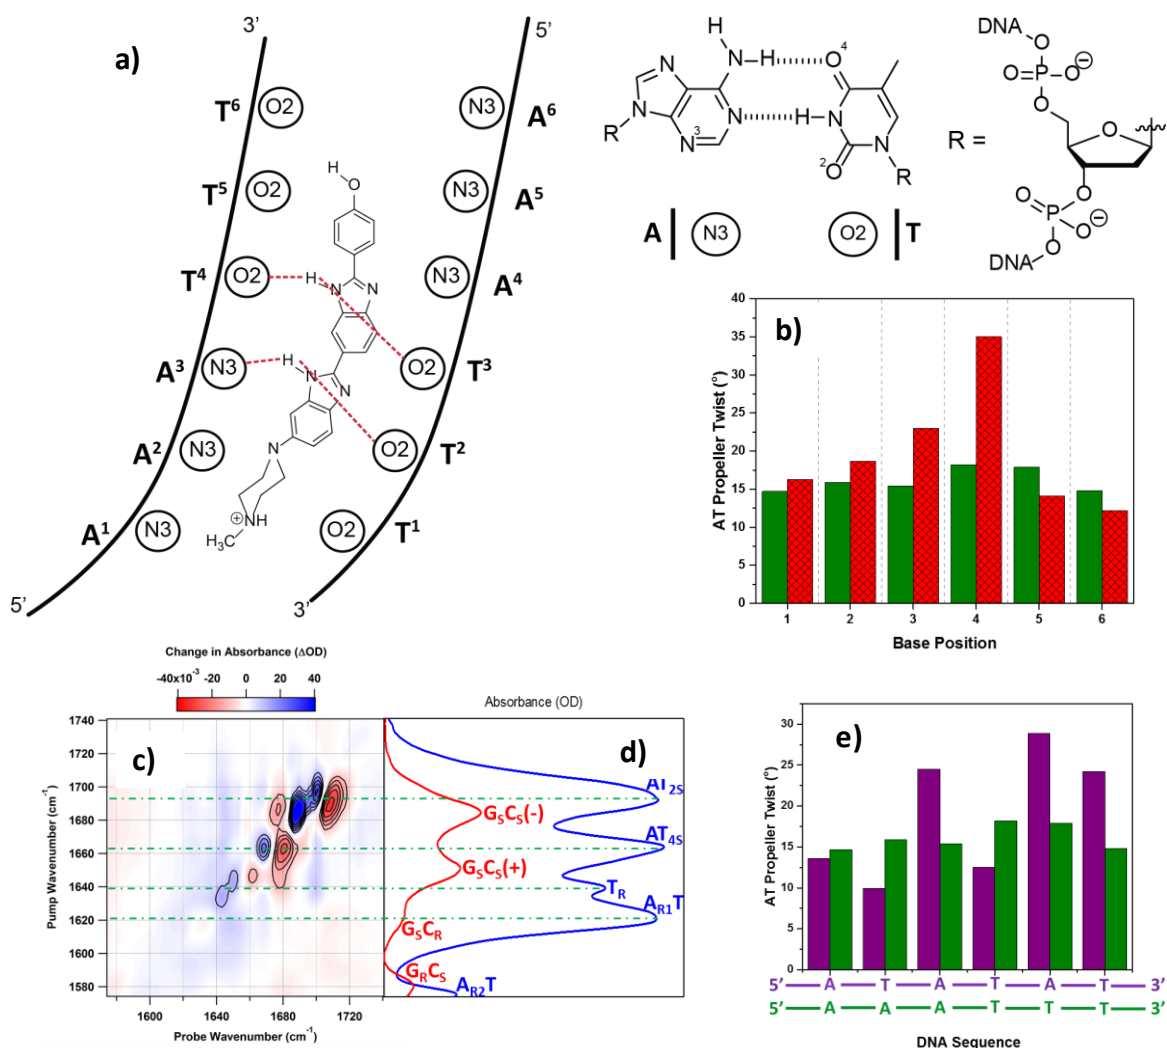 a)
3’
5’
T⁶ O2 N3 A⁶
T⁵ O2 N3 A⁵
T⁴ O2 N3 A⁴
A³ N3 O2 T³
A² N3 O2 T²
A¹ N3 O2 T¹
5’
3’
H
O
H
N
N
H
N
N
N
NH
+
H₃C
H
N
H
O
4
N
N
N
N
3
R
H
N
O
2
N
R
A N3 O2 T
R =
DNA
O
O
P
O
⊖
O
O
O
O
P
O
⊖
O
DNA
b)
AT Propeller Twist (°)
40
35
30
25
20
15
10
5
0
1 2 3 4 5 6
Base Position
Change in Absorbance (ΔOD)
-40x10⁻³ -20 0 20 40
c)
Pump Wavenumber (cm⁻¹)
1740
1720
1700
1680
1660
1640
1620
1600
1580
1600 1640 1680 1720
Probe Wavenumber (cm⁻¹)
Absorbance (OD)
d)
AT₂S
GSCS(-)
AT₄S
GSCS(+)
TR
AR1T
GSCR
GRCS
AR2T
e)
AT Propeller Twist (°)
30
25
20
15
10
5
0
5’ A T A T A T 3’
5’ A A A T T T 3’
DNA Sequence